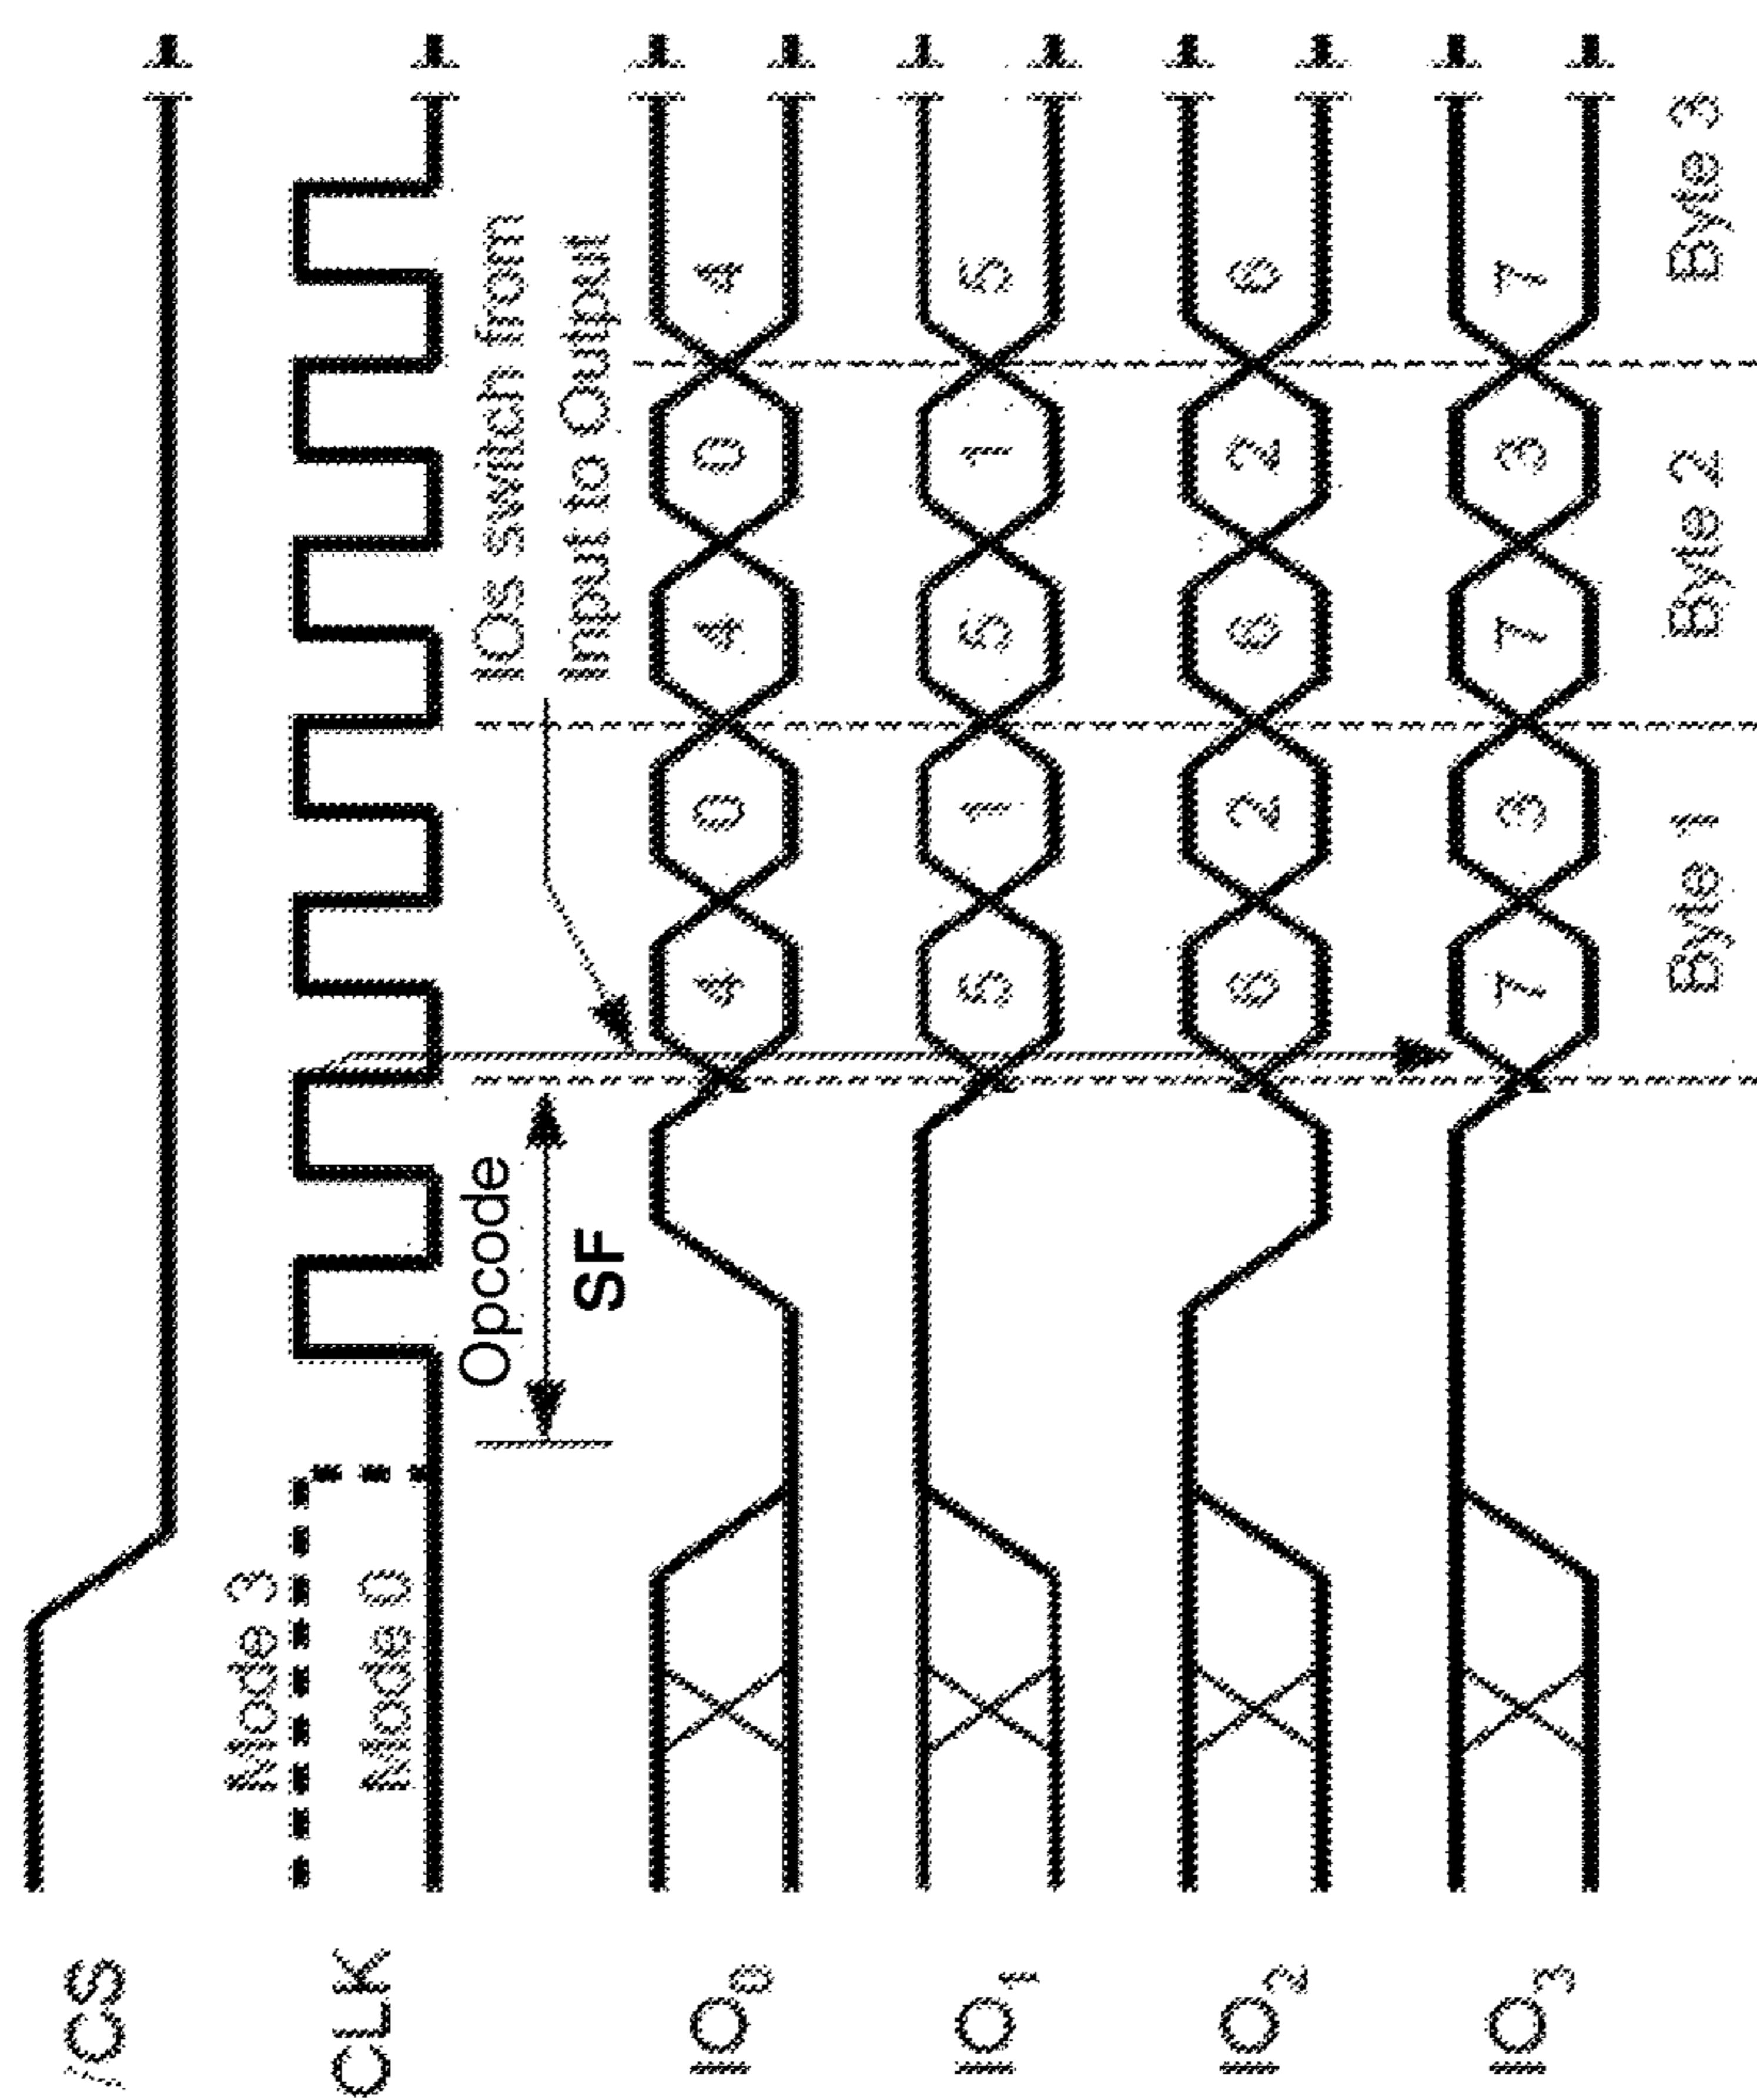 /CS
Mode 3
CLK
Mode 0
Opcode
SF
IOs switch from
Input to Output
IO0
4 0 4 0 4
IO1
5 1 5 1 5
IO2
6 2 6 2 6
IO3
7 3 7 3 7
Byte 1 Byte 2 Byte 3